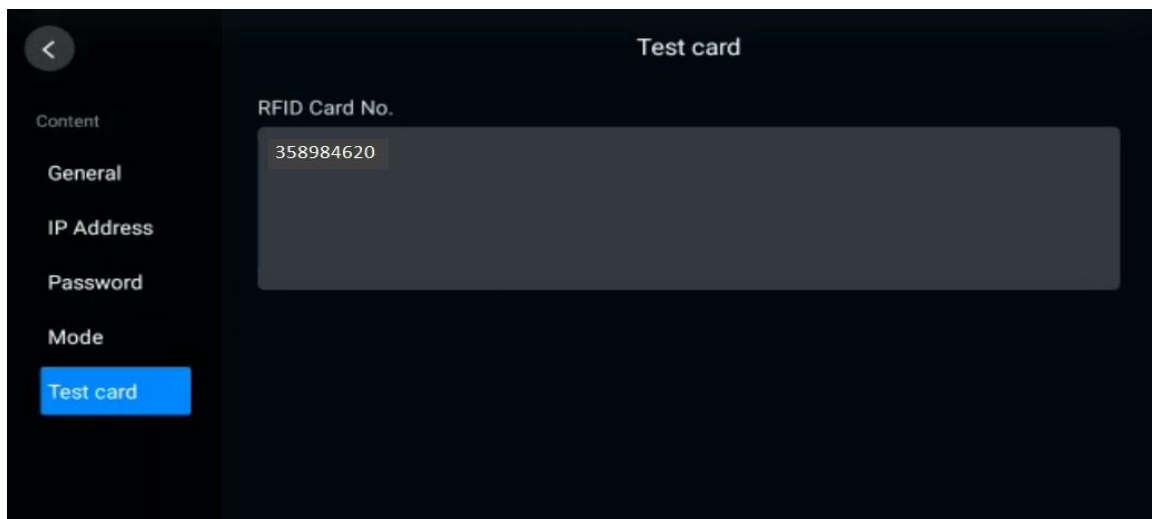 Test card
Content
General
IP Address
Password
Mode
Test card
RFID Card No.
358984620